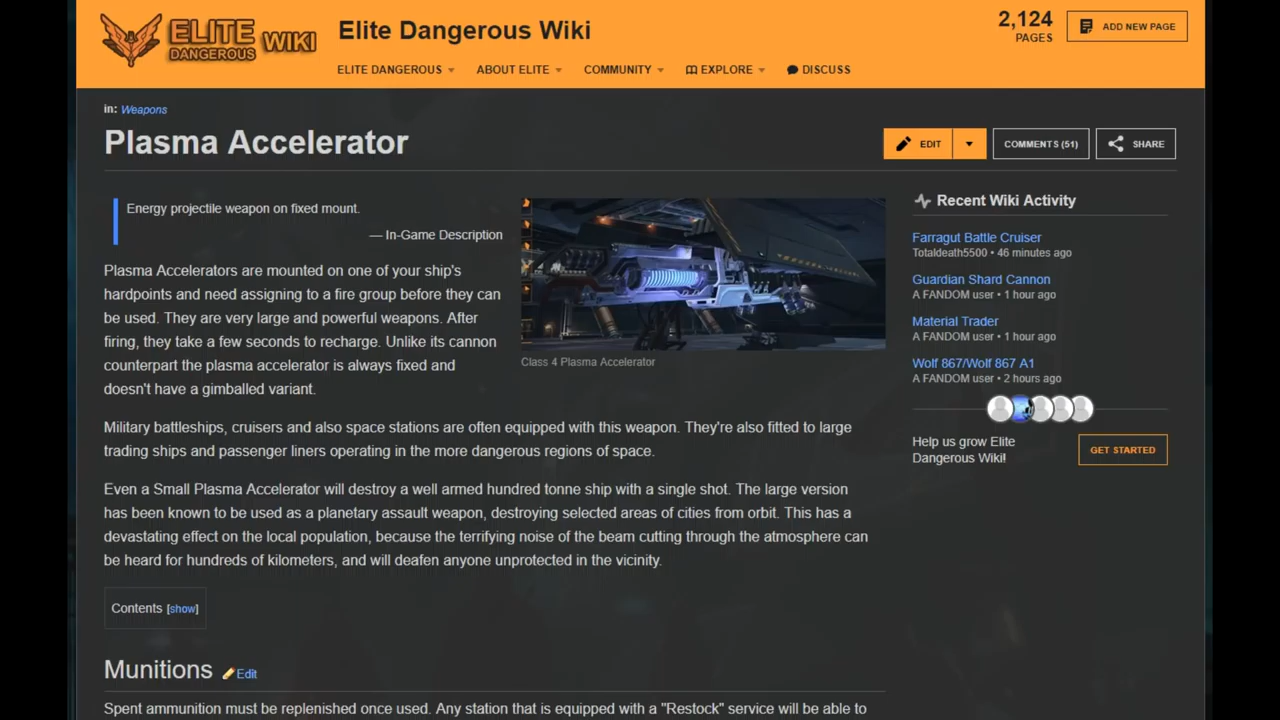 ELITE DANGEROUS WIKI
Elite Dangerous Wiki
2,124 PAGES
ADD NEW PAGE
ELITE DANGEROUS
ABOUT ELITE
COMMUNITY
EXPLORE
DISCUSS
in: Weapons
Plasma Accelerator
EDIT
COMMENTS (51)
SHARE
Energy projectile weapon on fixed mount.
— In-Game Description
Plasma Accelerators are mounted on one of your ship's
hardpoints and need assigning to a fire group before they can
be used. They are very large and powerful weapons. After
firing, they take a few seconds to recharge. Unlike its cannon
counterpart the plasma accelerator is always fixed and
doesn't have a gimballed variant.
Class 4 Plasma Accelerator
Military battleships, cruisers and also space stations are often equipped with this weapon. They're also fitted to large
trading ships and passenger liners operating in the more dangerous regions of space.
Even a Small Plasma Accelerator will destroy a well armed hundred tonne ship with a single shot. The large version
has been known to be used as a planetary assault weapon, destroying selected areas of cities from orbit. This has a
devastating effect on the local population, because the terrifying noise of the beam cutting through the atmosphere can
be heard for hundreds of kilometers, and will deafen anyone unprotected in the vicinity.
Contents [show]
Munitions Edit
Spent ammunition must be replenished once used. Any station that is equipped with a "Restock" service will be able to
Recent Wiki Activity
Farragut Battle Cruiser
Totaldeath5500 • 46 minutes ago
Guardian Shard Cannon
A FANDOM user • 1 hour ago
Material Trader
A FANDOM user • 1 hour ago
Wolf 867/Wolf 867 A1
A FANDOM user • 2 hours ago
Help us grow Elite
Dangerous Wiki!
GET STARTED